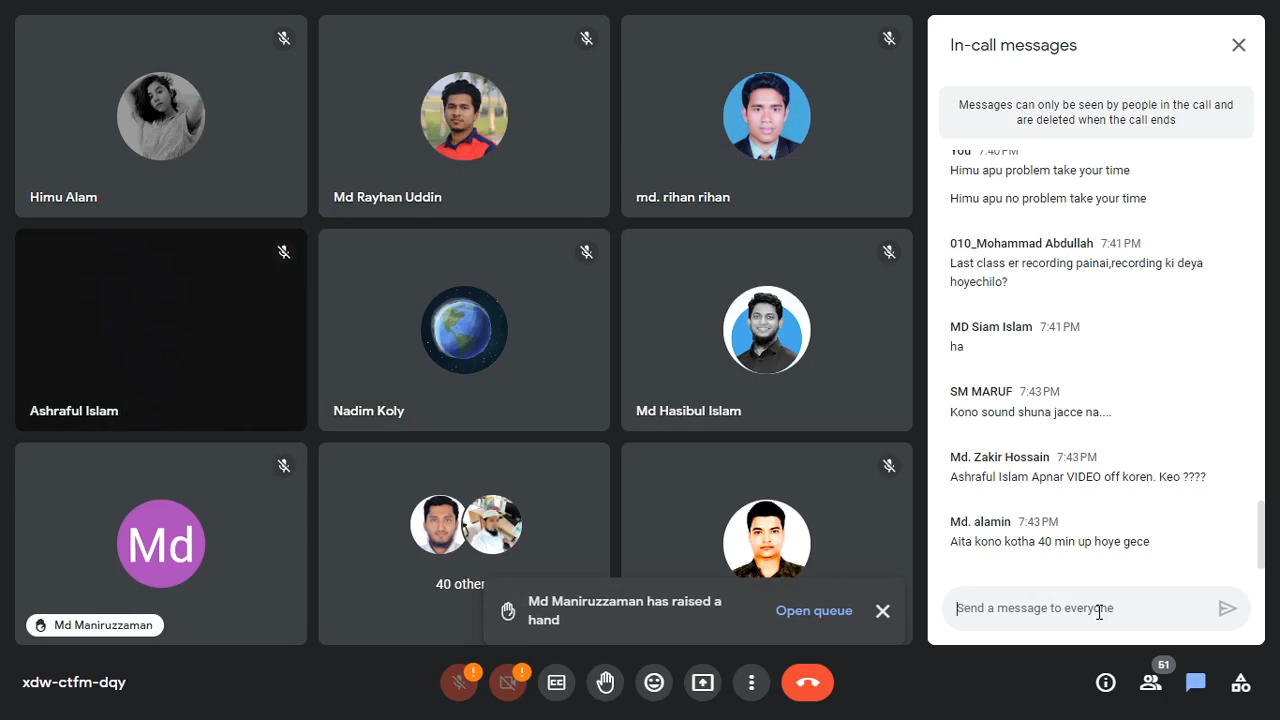 Himu Alam
Md Rayhan Uddin
md. rihan rihan
Ashraful Islam
Nadim Koly
Md Hasibul Islam
Md
Md Maniruzzaman
40 other
Md Maniruzzaman has raised a
hand
Open queue
xdw-ctfm-dqy
In-call messages
Messages can only be seen by people in the call and
are deleted when the call ends
You 7:40 PM
Himu apu problem take your time
Himu apu no problem take your time
010_Mohammad Abdullah 7:41 PM
Last class er recording painai,recording ki deya
hoyechilo?
MD Siam Islam 7:41 PM
ha
SM MARUF 7:43 PM
Kono sound shuna jacce na....
Md. Zakir Hossain 7:43 PM
Ashraful Islam Apnar VIDEO off koren. Keo ????
Md. alamin 7:43 PM
Aita kono kotha 40 min up hoye gece
Send a message to everyone
51